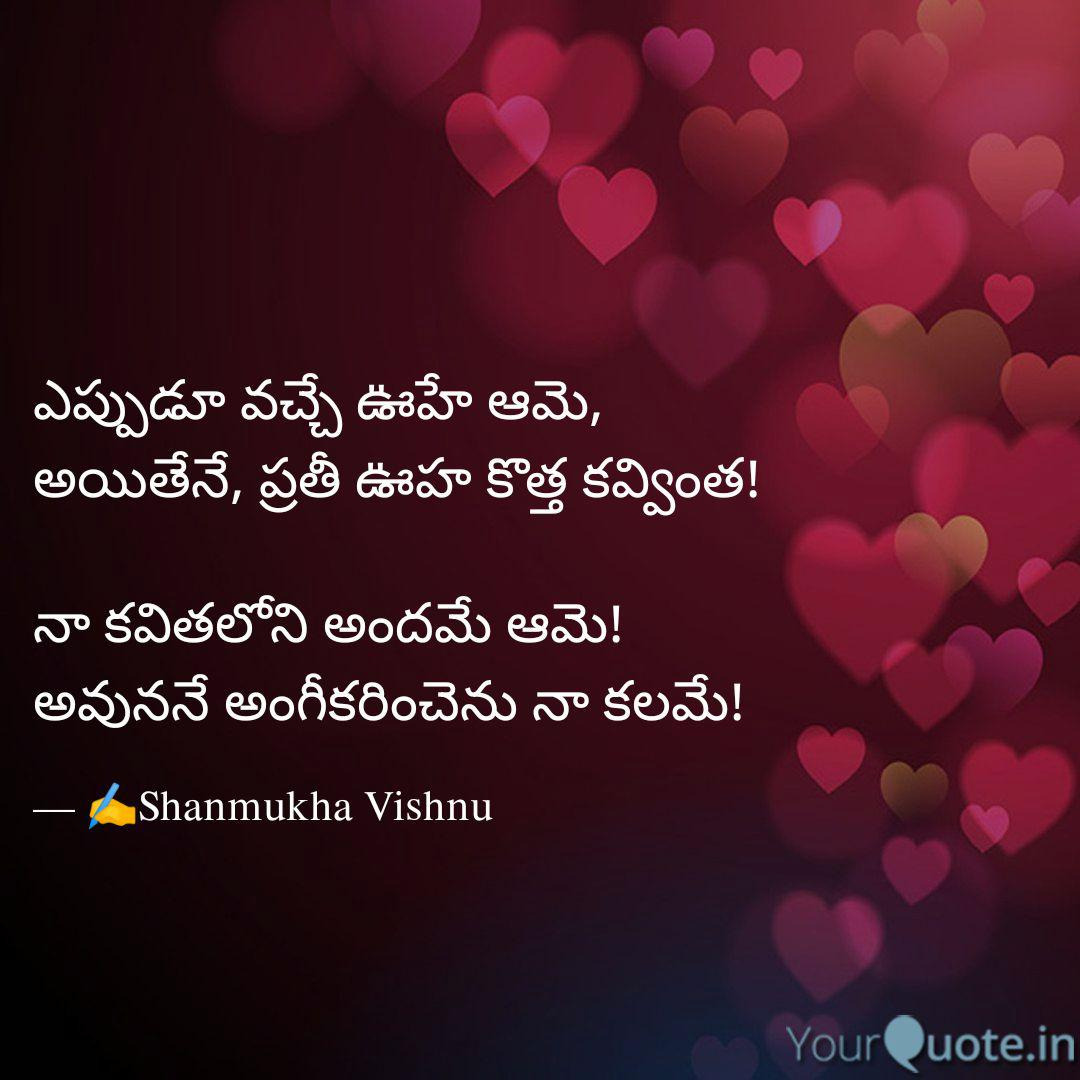 ఎప్పుడూ వచ్చే ఊహే ఆమె,
అయితేనే, ప్రతీ ఊహ కొత్త కవ్వింత!
నా కవితలోని అందమే ఆమె!
అవుననే అంగీకరించెను నా కలమే!
— ✍Shanmukha Vishnu
YourQuote.in